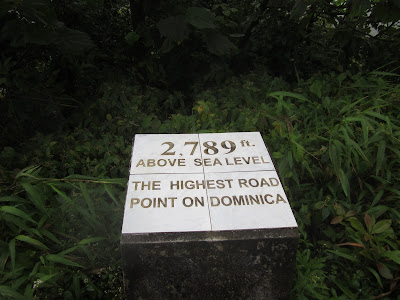 2,789 ft.
ABOVE SEA LEVEL
THE HIGHEST ROAD
POINT ON DOMINICA